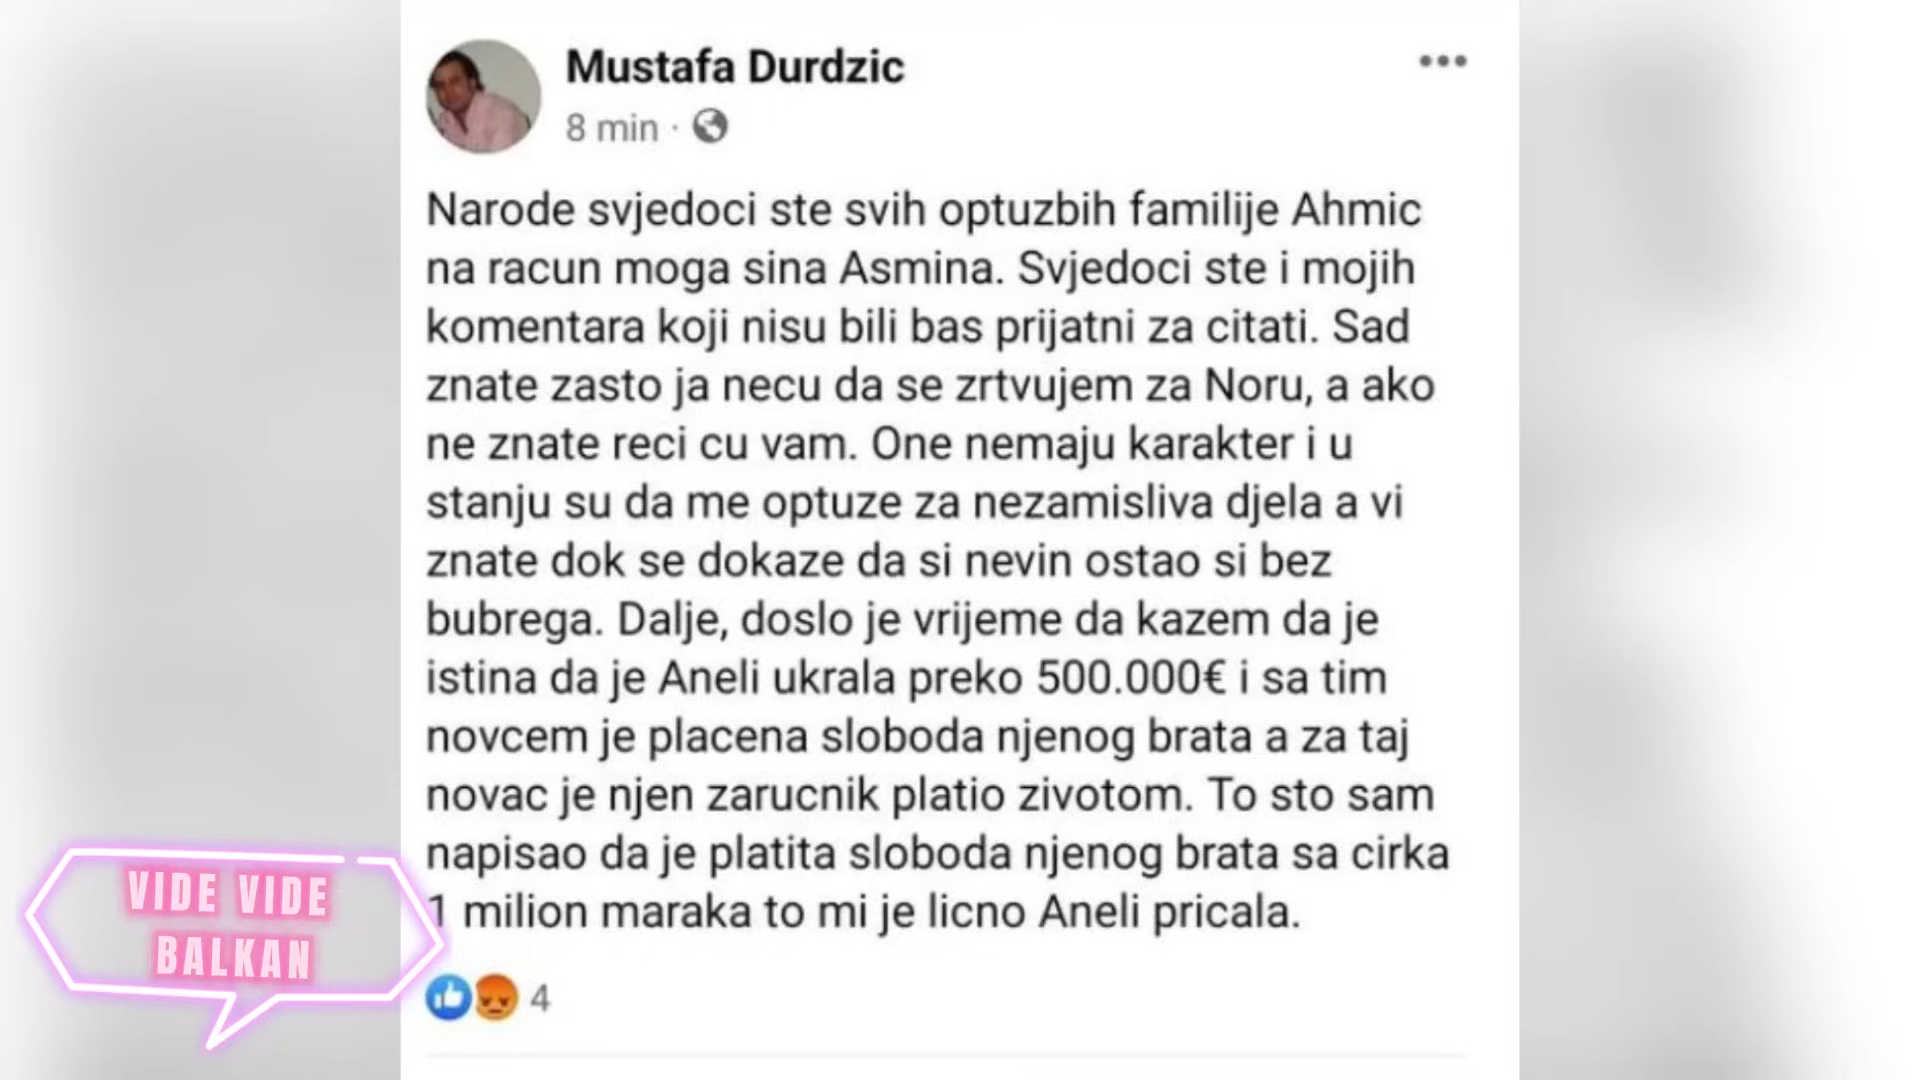 Mustafa Durdzic
8 min ·
Narode svjedoci ste svih optuzbih familije Ahmic
na racun moga sina Asmina. Svjedoci ste i mojih
komentara koji nisu bili bas prijatni za citati. Sad
znate zasto ja necu da se zrtvujem za Noru, a ako
ne znate reci cu vam. One nemaju karakter i u
stanju su da me optuze za nezamisliva djela a vi
znate dok se dokaze da si nevin ostao si bez
bubrega. Dalje, doslo je vrijeme da kazem da je
istina da je Aneli ukrala preko 500.000€ i sa tim
novcem je placena sloboda njenog brata a za taj
novac je njen zarucnik platio zivotom. To sto sam
napisao da je platita sloboda njenog brata sa cirka
1 milion maraka to mi je licno Aneli pricala.
4
VIDE VIDE
BALKAN